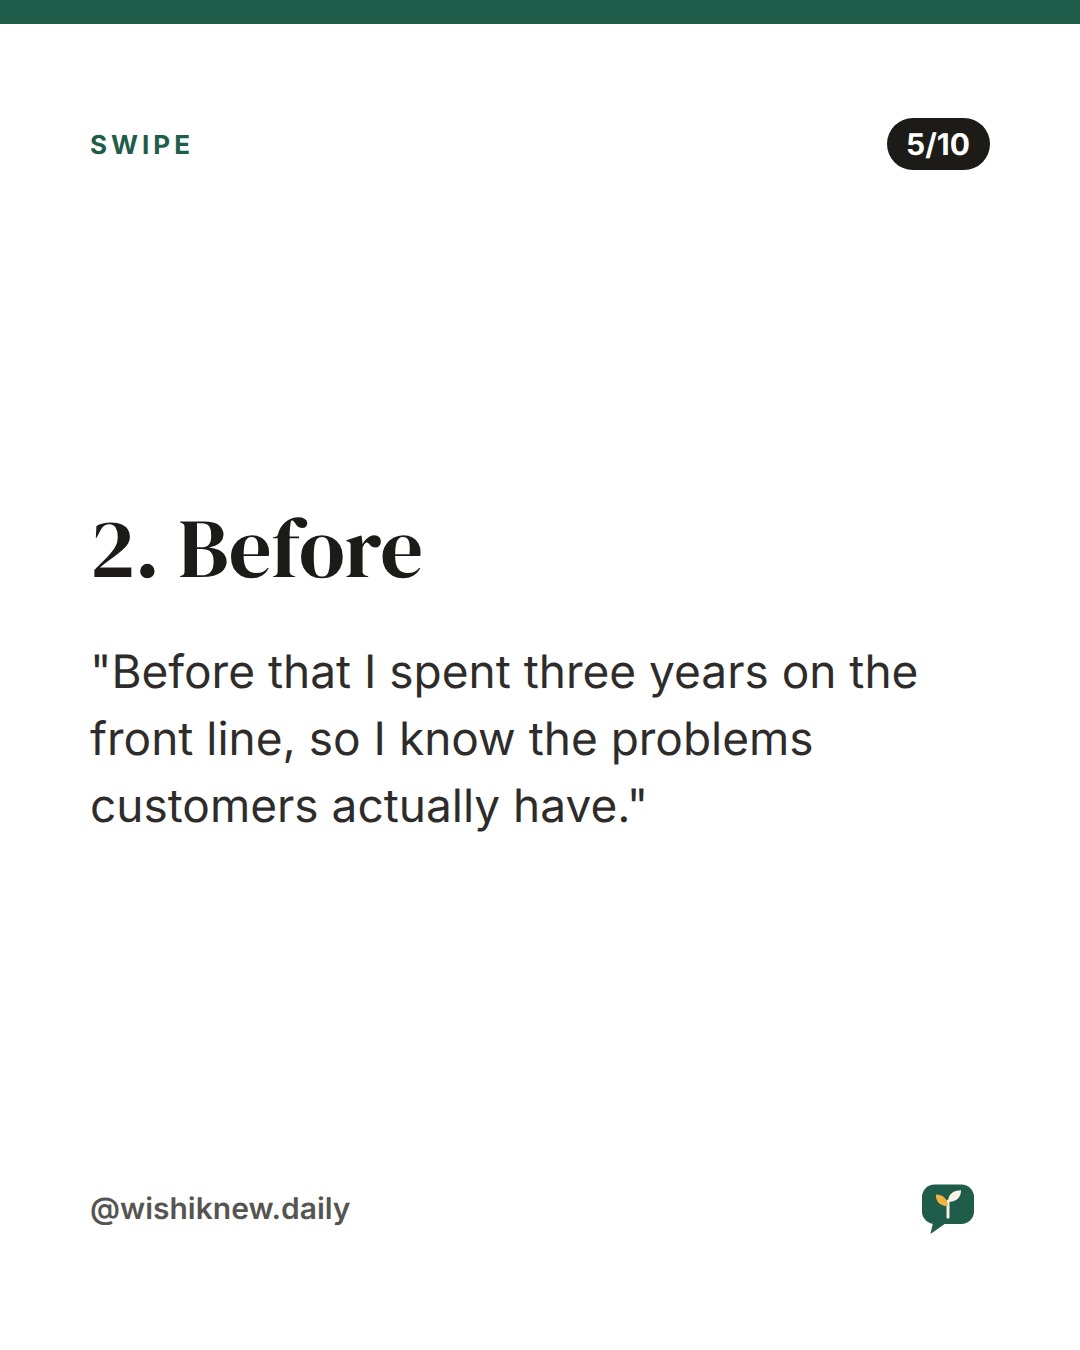 SWIPE
5/10
2. Before
"Before that I spent three years on the
front line, so I know the problems
customers actually have."
@wishiknew.daily